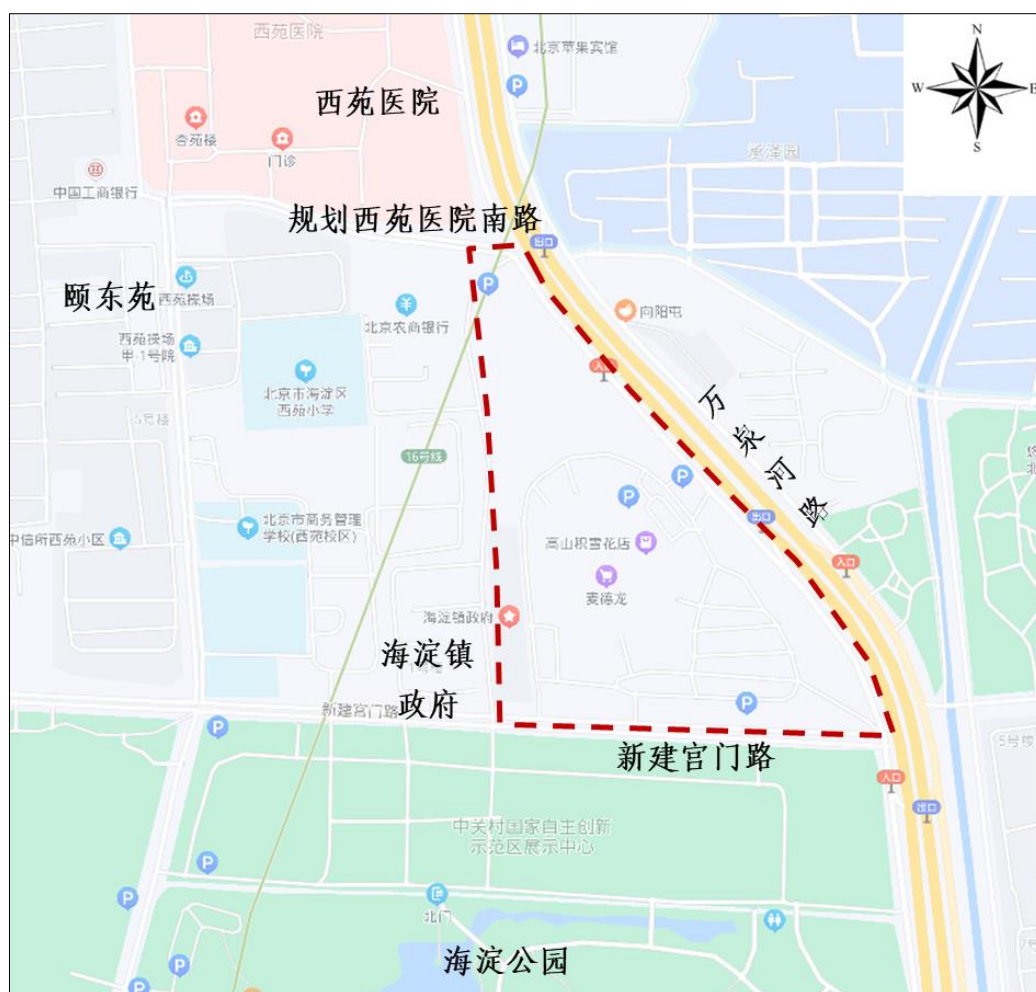 西苑医院
北京苹果宾馆
P
N
W
E
S
西苑医院
杏苑楼
门诊
承泽园
中国工商银行
规划西苑医院南路
出口
颐东苑
西苑操场
P
北京农商银行
向阳屯
西苑操场
甲-1号院
入口
北京市海淀区
西苑小学
万
泉
河
路
5号楼
16号线
P
P
出口
北京市商务管理
学校(西苑校区)
中信所西苑小区
高山积雪花店
麦德龙
入口
海淀镇政府
海淀镇
政府
新建宫门路
P
P
新建宫门路
5号楼
入口
出口
中关村国家自主创新
示范区展示中心
P
P
北门
海淀公园
P
P